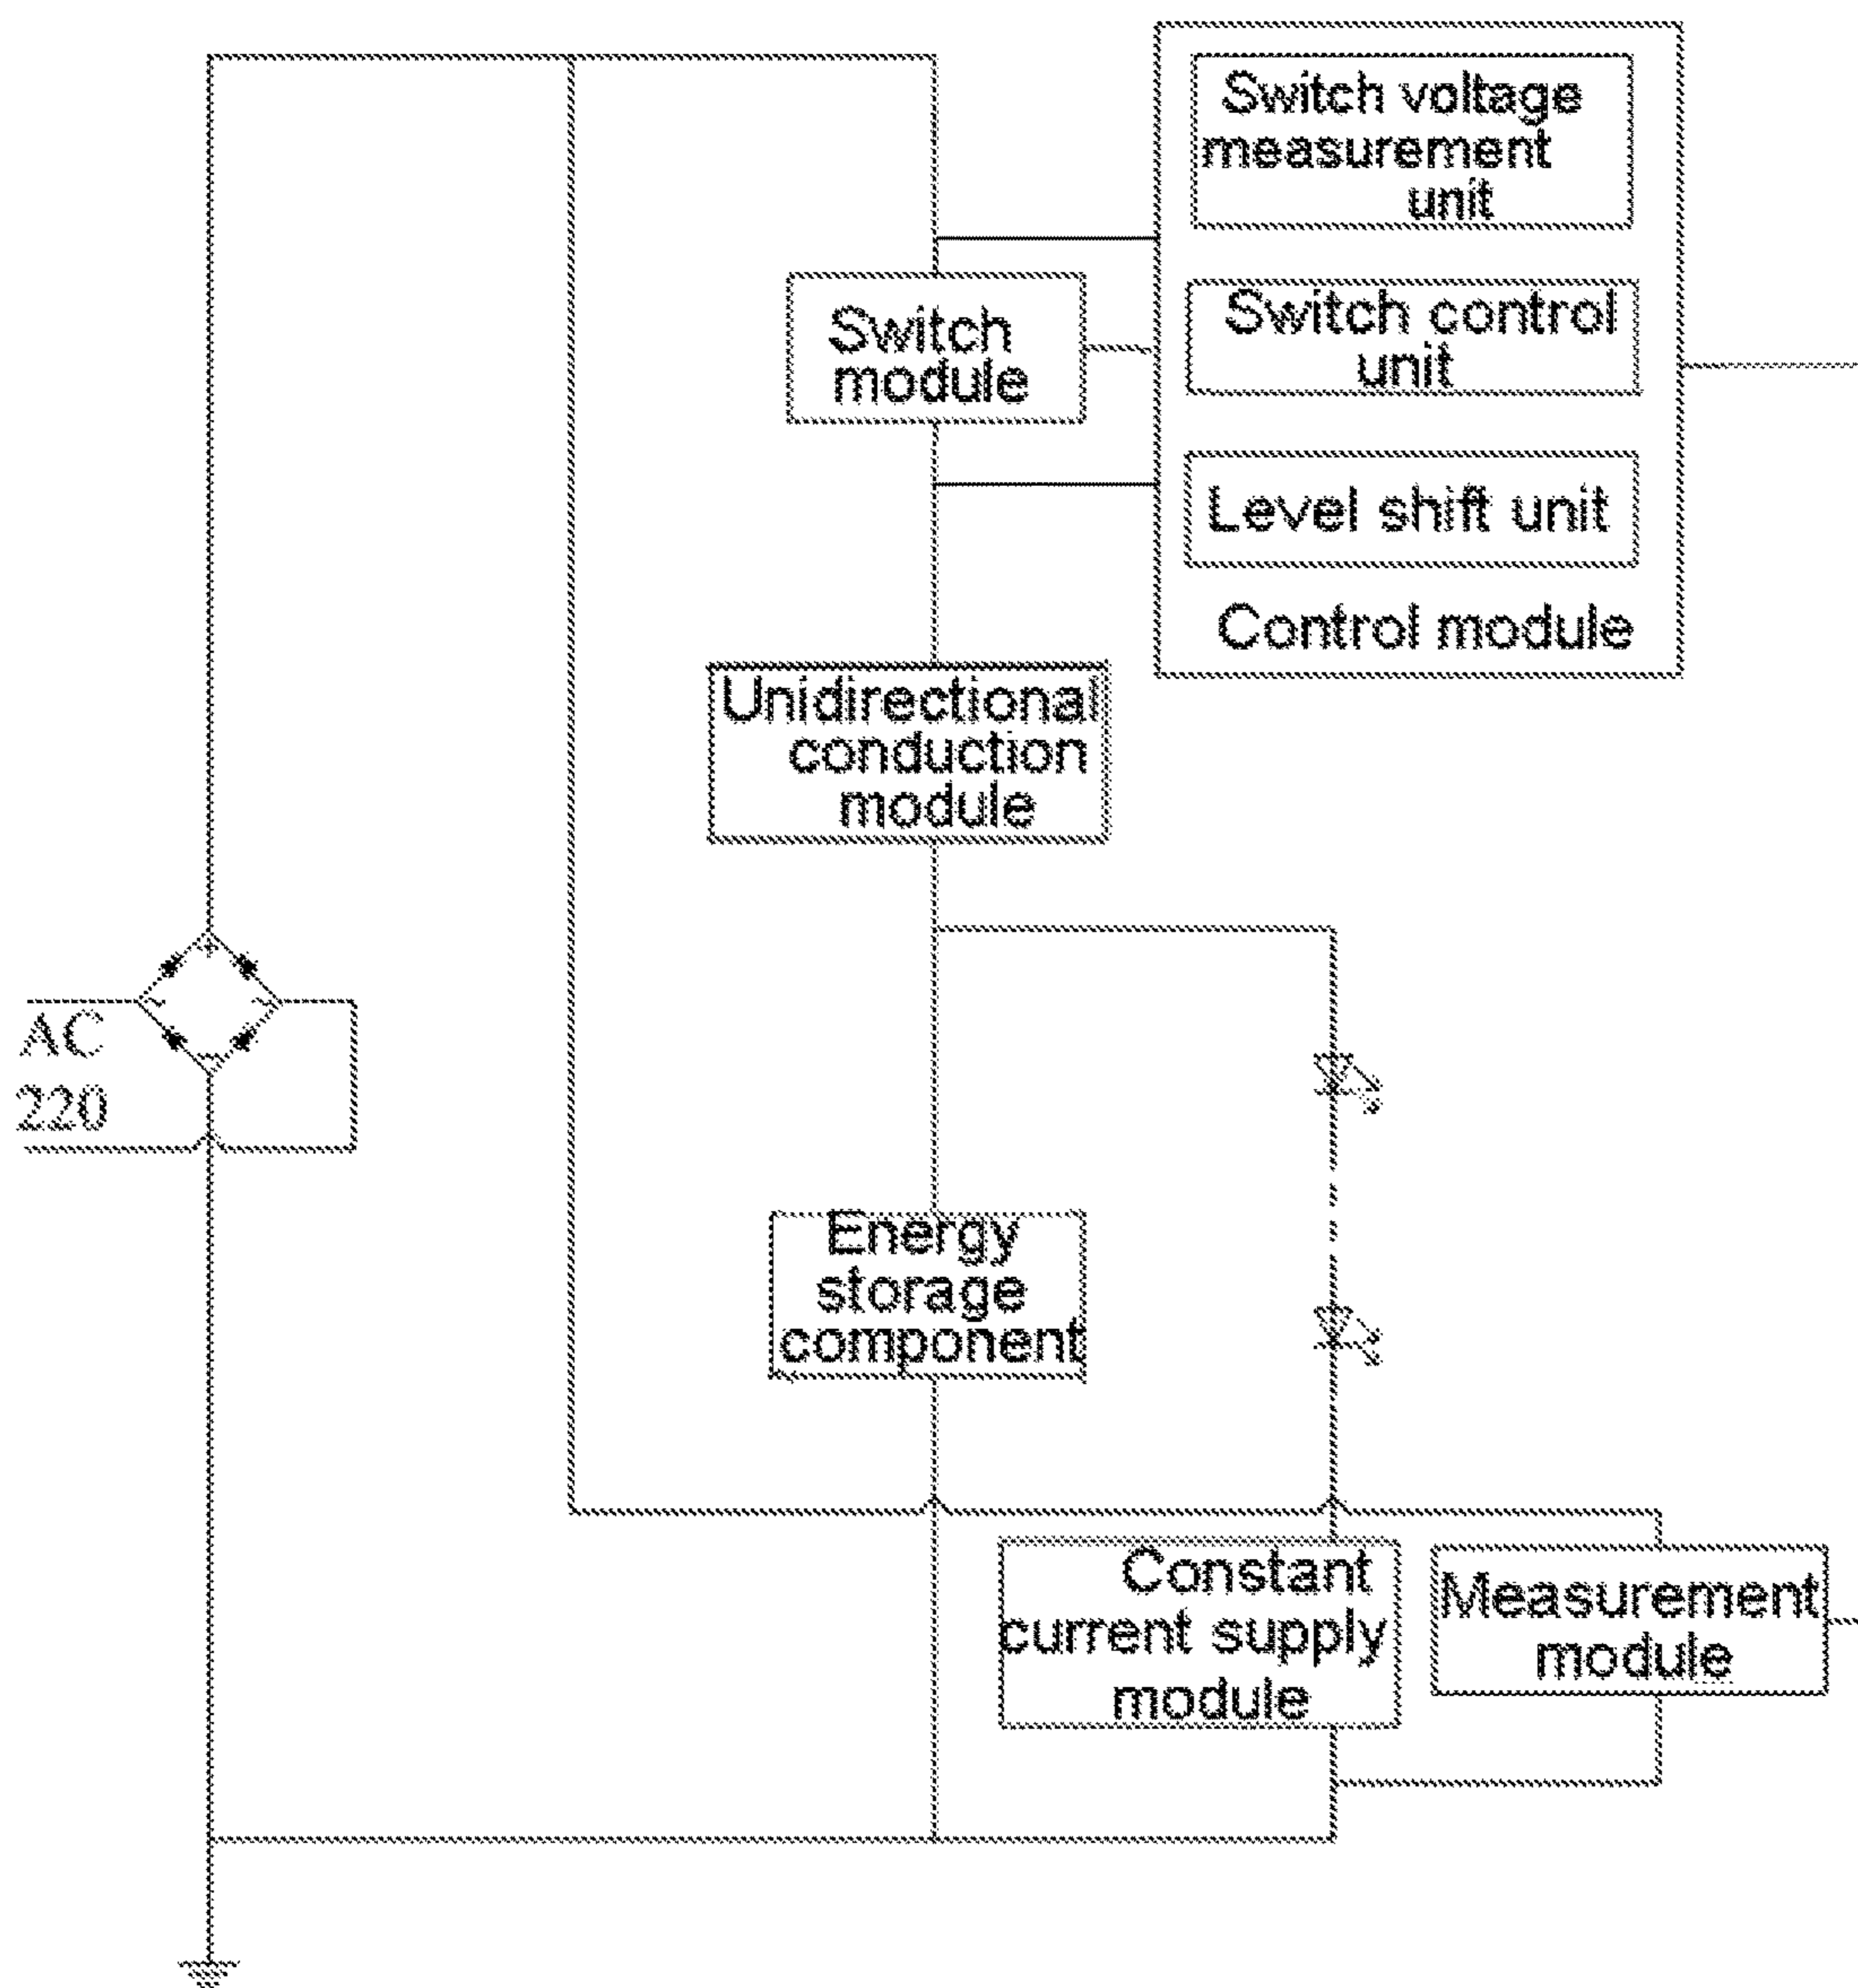 Switch voltage
measurement
unit
Switch control
unit
Level shift unit
Control module
Switch
module
Unidirectional
conduction
module
AC
220
Energy
storage
component
Constant
current supply
module
Measurement
module